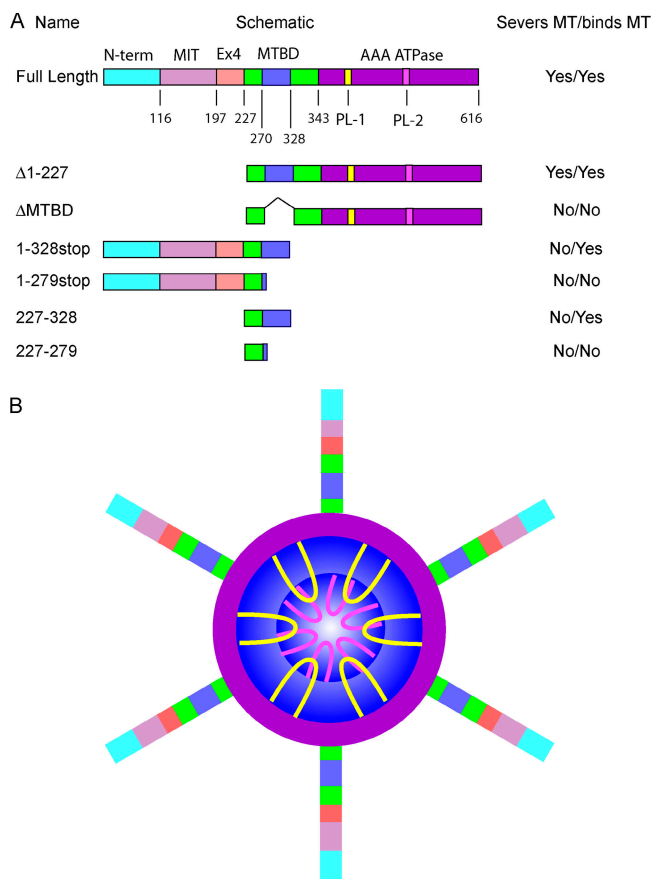 A Name Schematic Severs MT/binds MT
N-term MIT Ex4 MTBD AAA ATPase
Full Length Yes/Yes
116 197 227 343 PL-1 PL-2 616
270 328
Δ1-227 Yes/Yes
ΔMTBD No/No
1-328stop No/Yes
1-279stop No/No
227-328 No/Yes
227-279 No/No
B